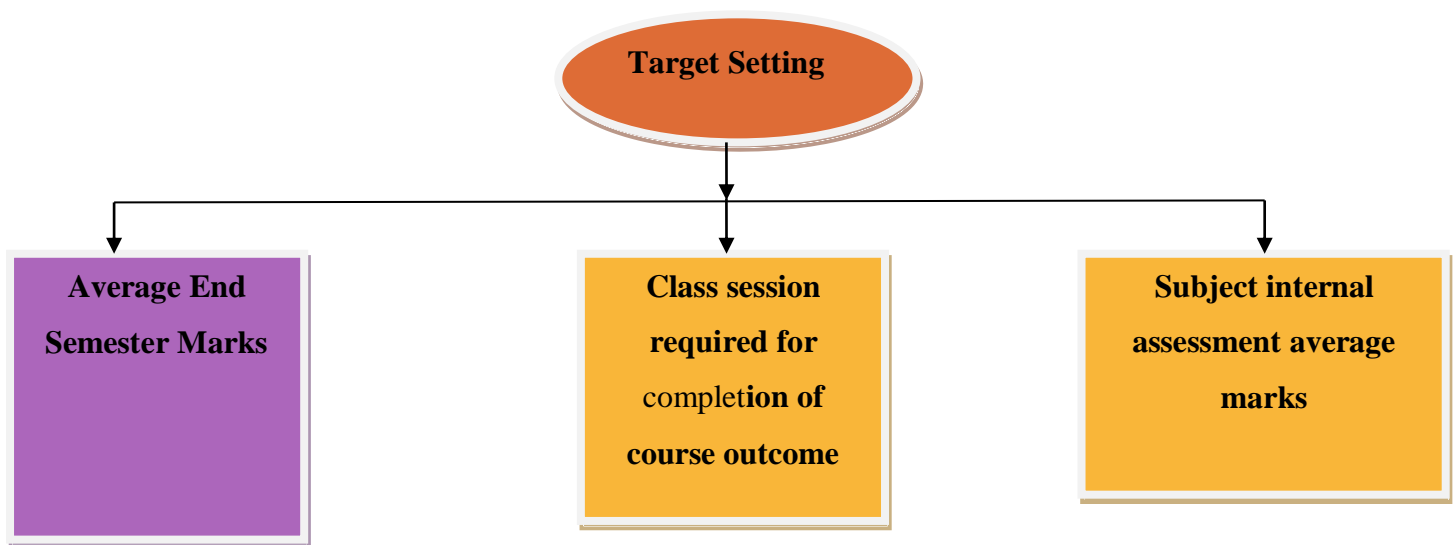 Target Setting
Average End
Semester Marks
Class session
required for
completion of
course outcome
Subject internal
assessment average
marks